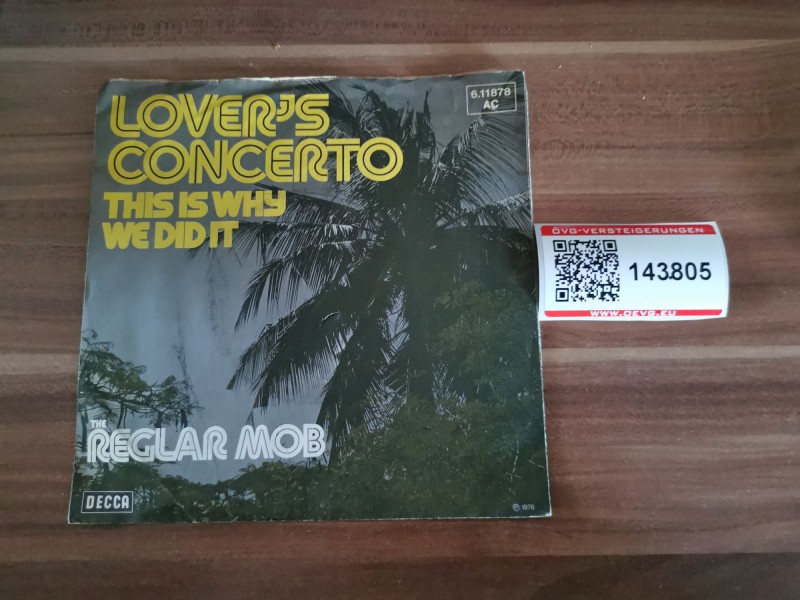 LOVER'S
CONCERTO
THIS IS WHY
WE DID IT
6.11878
AC
THE
REGLAR MOB
DECCA
℗ 1976
ÖVG-VERSTEIGERUNGEN
143805
WWW.OEVG.EU